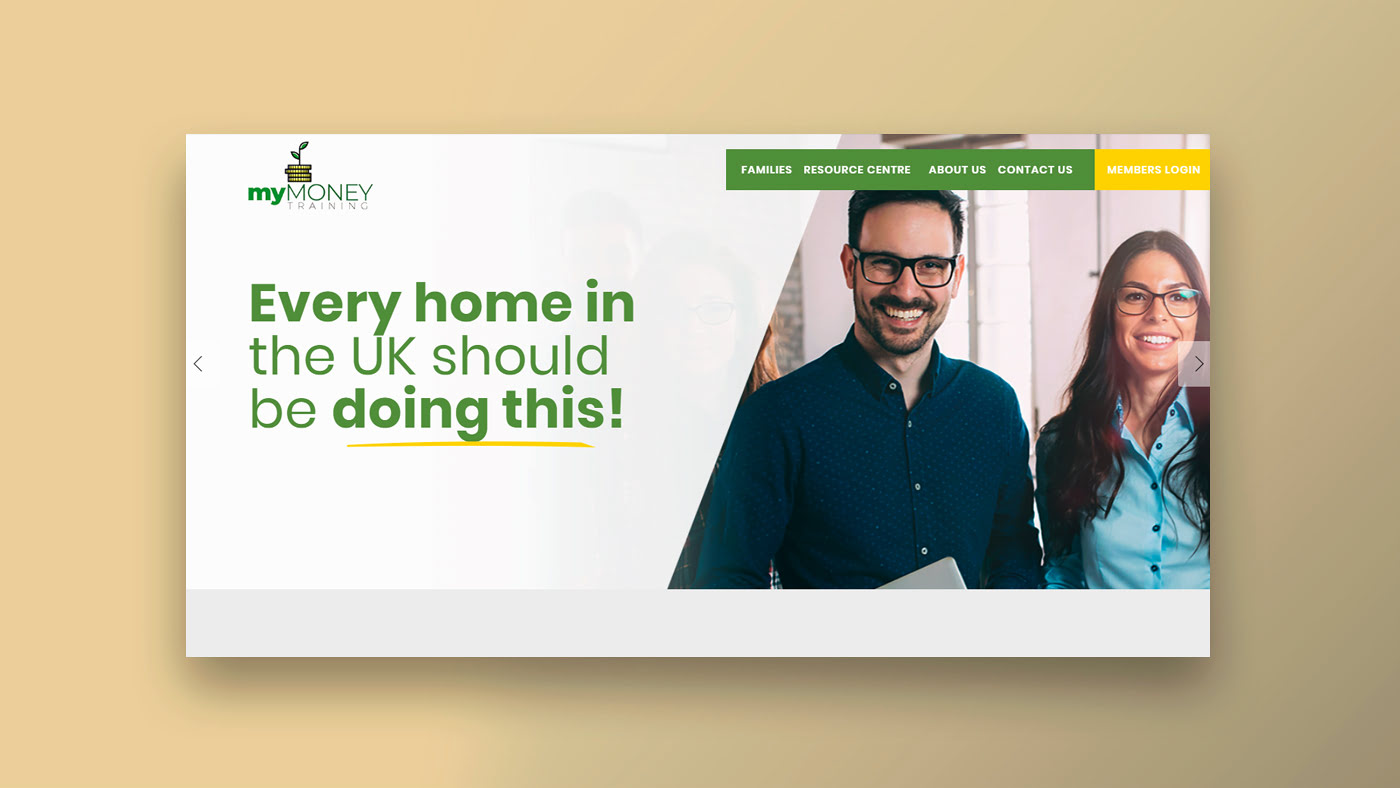 myMONEY
TRAINING
FAMILIES RESOURCE CENTRE ABOUT US CONTACT US MEMBERS LOGIN
Every home in
the UK should
be doing this!